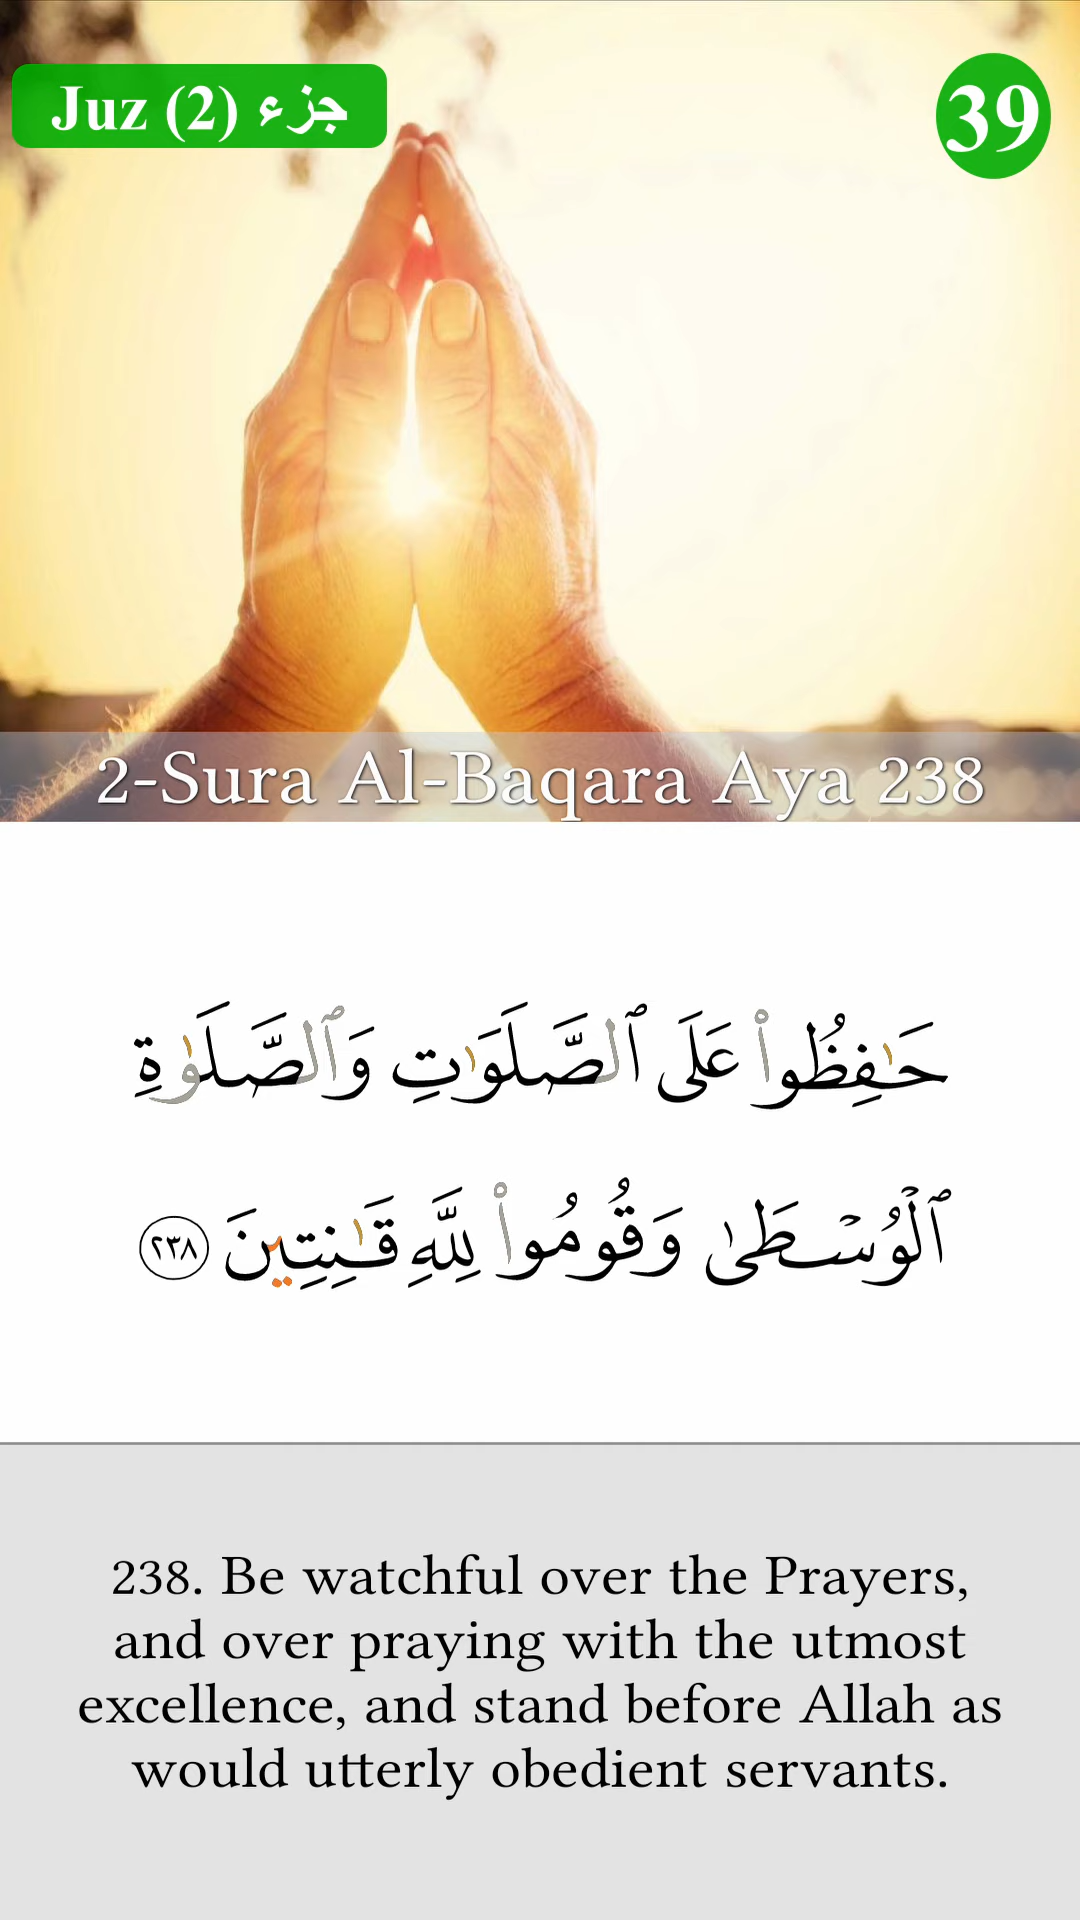 Juz (2) جزء
39
2-Sura Al-Baqara Aya 238
حَـٰفِظُوا۟ عَلَى ٱلصَّلَوَٰتِ وَٱلصَّلَوٰةِ
ٱلْوُسْطَىٰ وَقُومُوا۟ لِلَّهِ قَـٰنِتِينَ ٢٣٨
238. Be watchful over the Prayers,
and over praying with the utmost
excellence, and stand before Allah as
would utterly obedient servants.